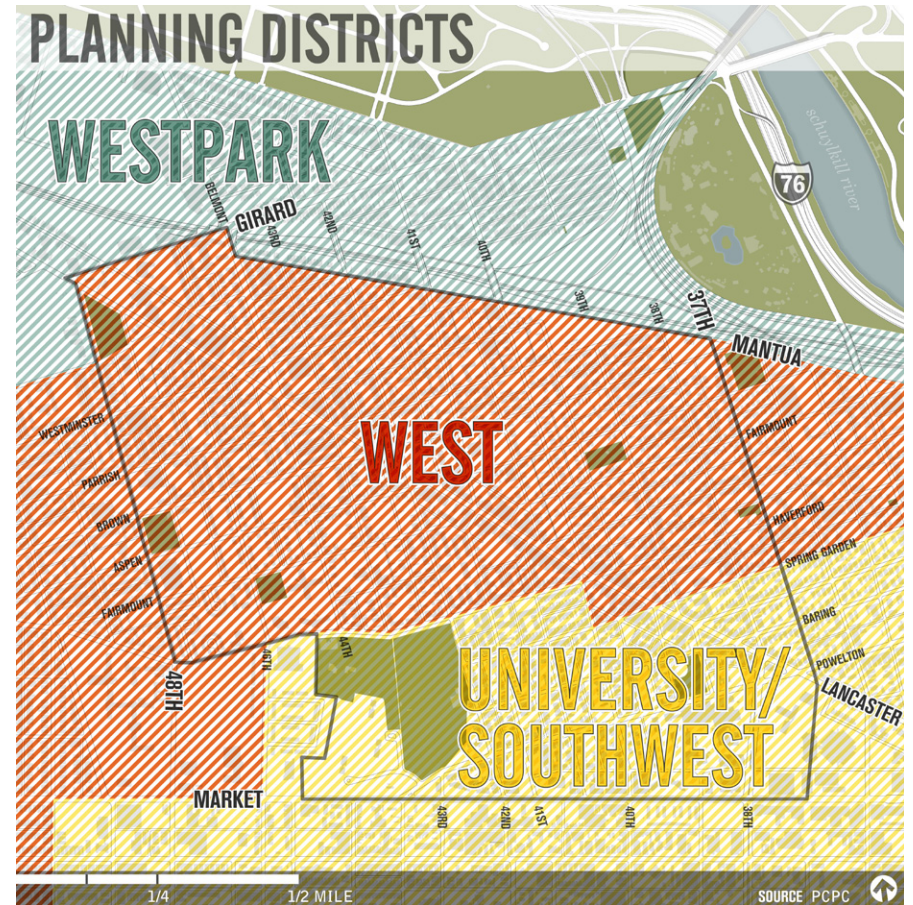 PLANNING DISTRICTS
WESTPARK
schuylkill river
76
BELMONT
GIRARD
43RD
42ND
41ST
40TH
39TH
38TH
37TH
MANTUA
WESTMINSTER
PARRISH
BROWN
ASPEN
FAIRMOUNT
WEST
FAIRMOUNT
HAVERFORD
SPRING GARDEN
BARING
POWELTON
LANCASTER
48TH
46TH
44TH
UNIVERSITY/
SOUTHWEST
MARKET
43RD
42ND
41ST
40TH
38TH
1/4
1/2 MILE
SOURCE PCPC